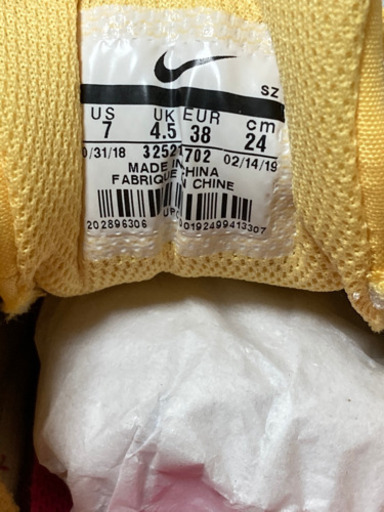 SZ
US UK EUR cm
7 4.5 38 24
0/31/18 02/14/19
MADE IN CHINA
FABRIQUE EN CHINE
202896306 UPC 00192499413307